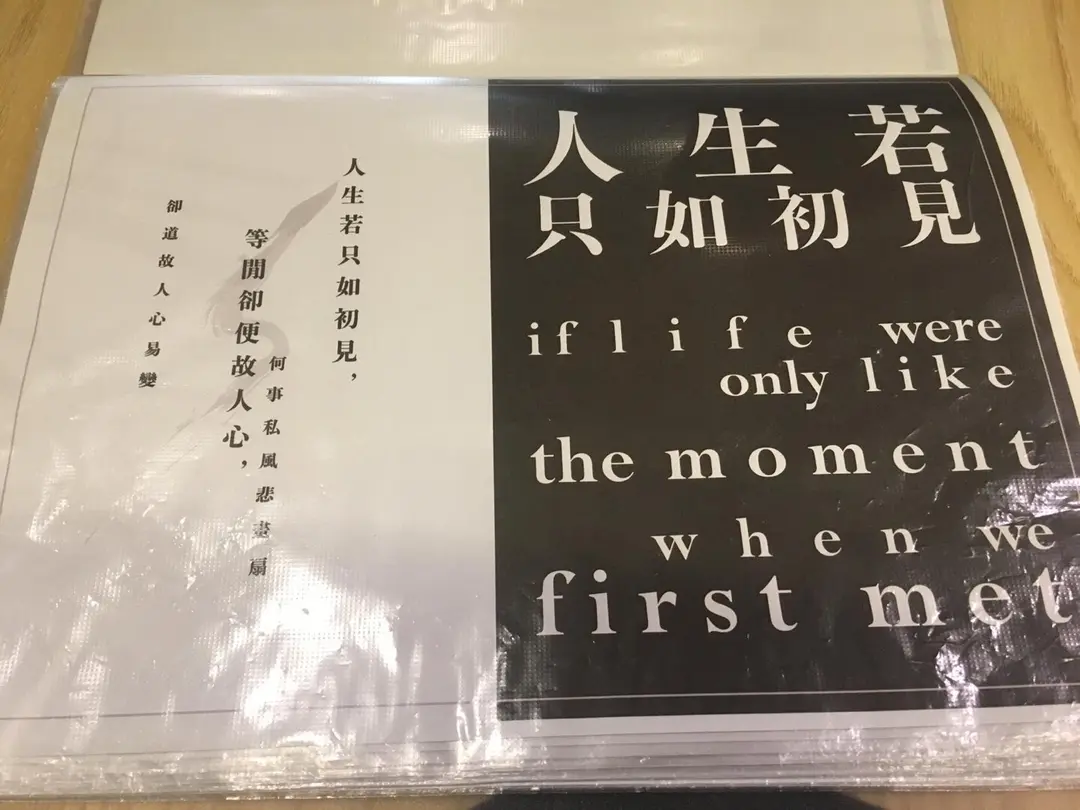 人生若只如初見，
何事私風悲畫扇
等閒卻便故人心，
卻道故人心易變
人生若
只如初見
if life were
only like
the moment
when we
first met